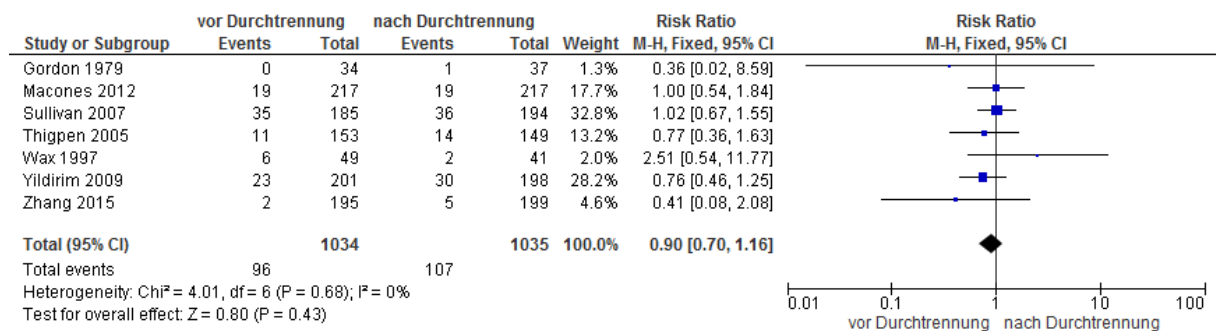 vor Durchtrennung nach Durchtrennung Risk Ratio Risk Ratio
Study or Subgroup Events Total Events Total Weight M-H, Fixed, 95% CI M-H, Fixed, 95% CI
Gordon 1979 0 34 1 37 1.3% 0.36 [0.02, 8.59]
Macones 2012 19 217 19 217 17.7% 1.00 [0.54, 1.84]
Sullivan 2007 35 185 36 194 32.8% 1.02 [0.67, 1.55]
Thigpen 2005 11 153 14 149 13.2% 0.77 [0.36, 1.63]
Wax 1997 6 49 2 41 2.0% 2.51 [0.54, 11.77]
Yildirim 2009 23 201 30 198 28.2% 0.76 [0.46, 1.25]
Zhang 2015 2 195 5 199 4.6% 0.41 [0.08, 2.08]
Total (95% CI) 1034 1035 100.0% 0.90 [0.70, 1.16]
Total events 96 107
Heterogeneity: Chi² = 4.01, df = 6 (P = 0.68); I² = 0%
Test for overall effect: Z = 0.80 (P = 0.43)
0.01 0.1 1 10 100
vor Durchtrennung nach Durchtrennung